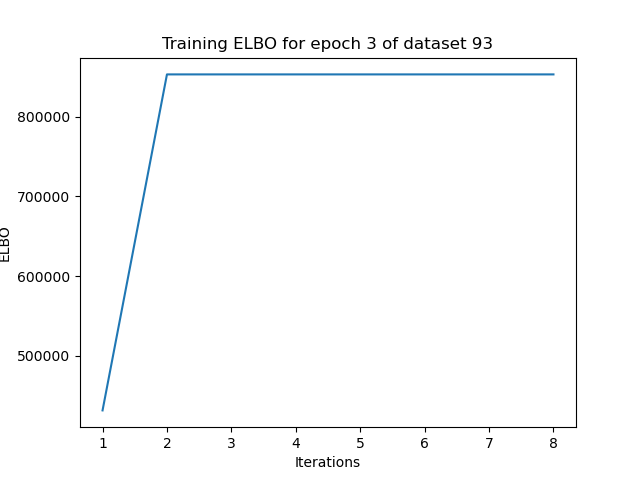 Training ELBO for epoch 3 of dataset 93
800000
700000
600000
500000
ELBO
1 2 3 4 5 6 7 8
Iterations